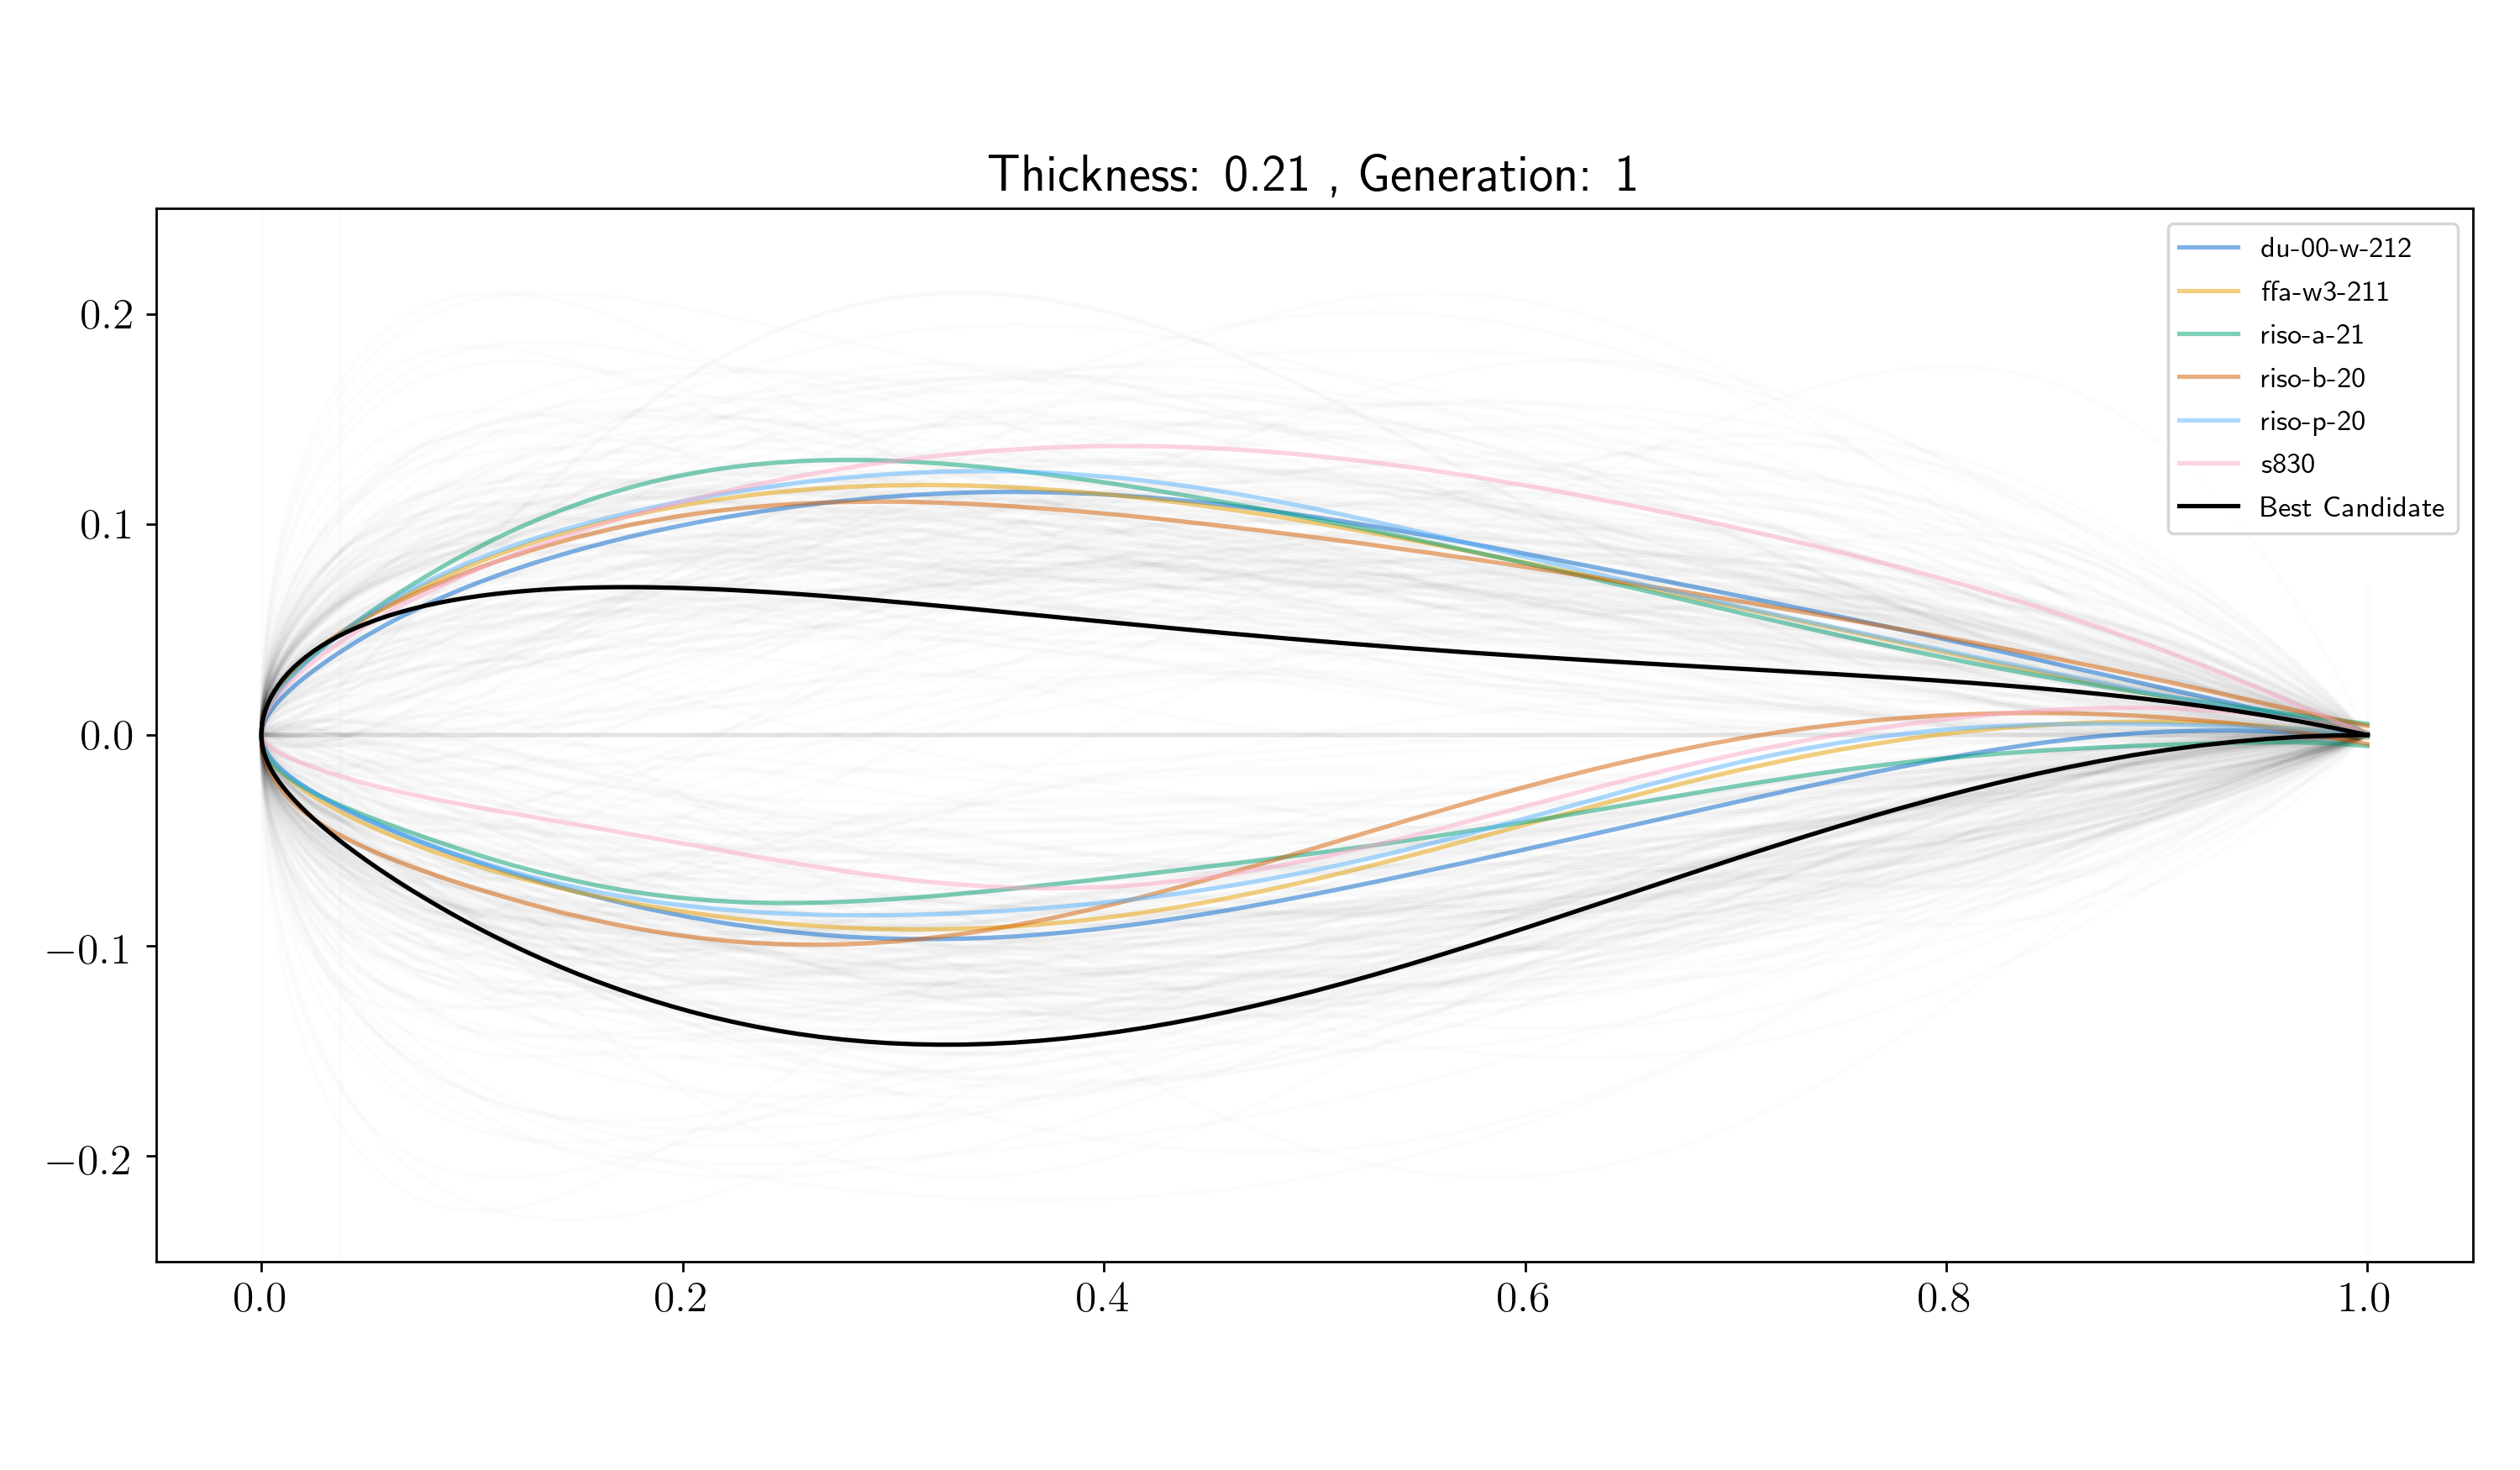 Thickness: 0.21 , Generation: 1
du-00-w-212
ffa-w3-211
riso-a-21
riso-b-20
riso-p-20
s830
Best Candidate
0.2
0.1
0.0
−0.1
−0.2
0.0 0.2 0.4 0.6 0.8 1.0